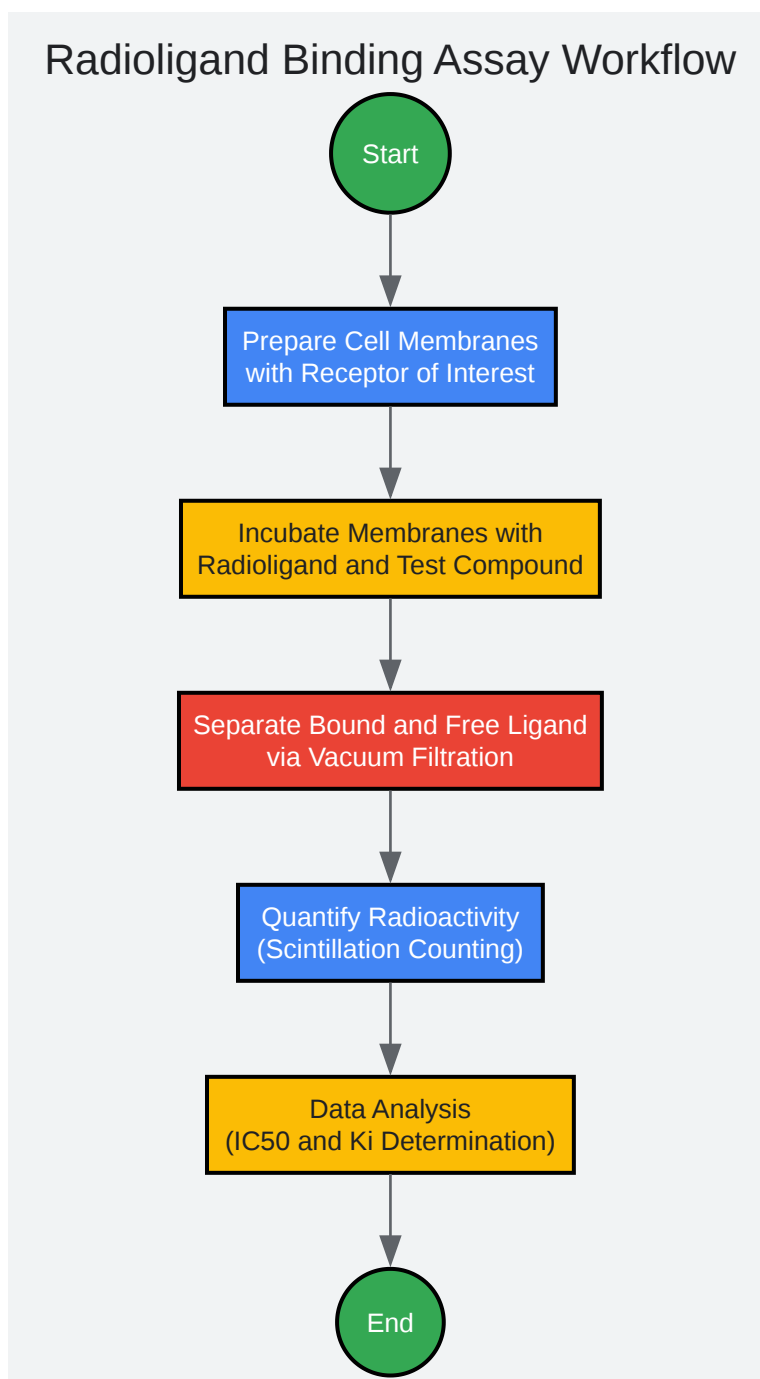 Radioligand Binding Assay Workflow
Start
Prepare Cell Membranes
with Receptor of Interest
Incubate Membranes with
Radioligand and Test Compound
Separate Bound and Free Ligand
via Vacuum Filtration
Quantify Radioactivity
(Scintillation Counting)
Data Analysis
(IC50 and Ki Determination)
End